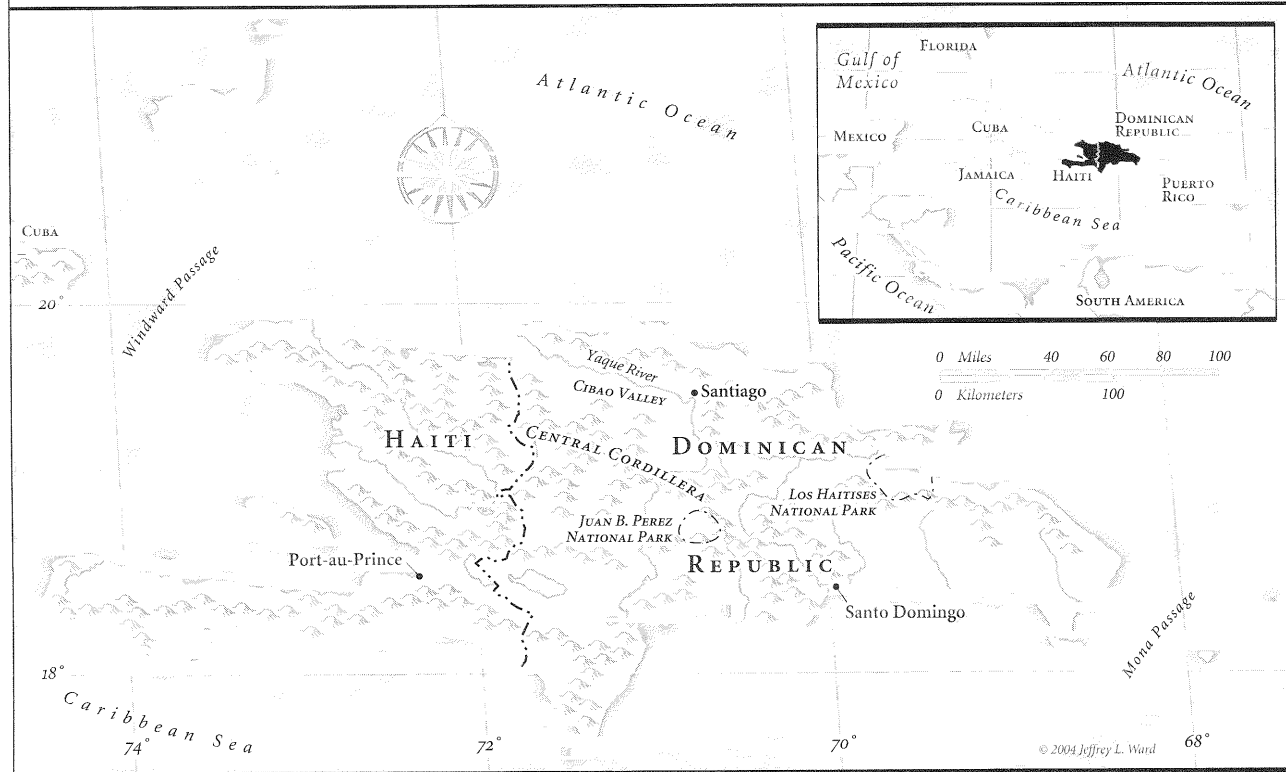 Atlantic Ocean
CUBA
Windward Passage
20°
Yaque River
CIBAO VALLEY
Santiago
HAITI
CENTRAL CORDILLERA
DOMINICAN
LOS HAITISES
NATIONAL PARK
JUAN B. PEREZ
NATIONAL PARK
REPUBLIC
Port-au-Prince
Santo Domingo
Mona Passage
18°
Caribbean Sea
74°
72°
70°
68°
© 2004 Jeffrey L. Ward
FLORIDA
Gulf of
Mexico
Atlantic Ocean
MEXICO
CUBA
DOMINICAN
REPUBLIC
JAMAICA
HAITI
PUERTO
RICO
Caribbean Sea
Pacific Ocean
SOUTH AMERICA
0 Miles 40 60 80 100
0 Kilometers 100